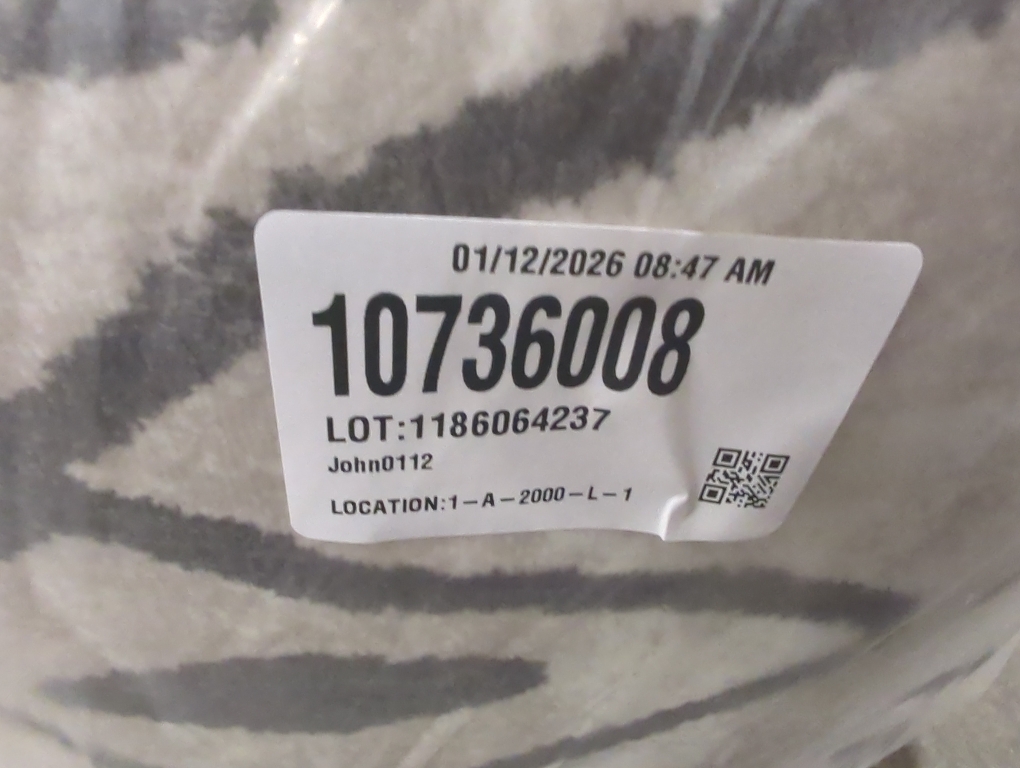 01/12/2026 08:47 AM
10736008
LOT:1186064237
John0112
LOCATION:1-A-2000-L-1